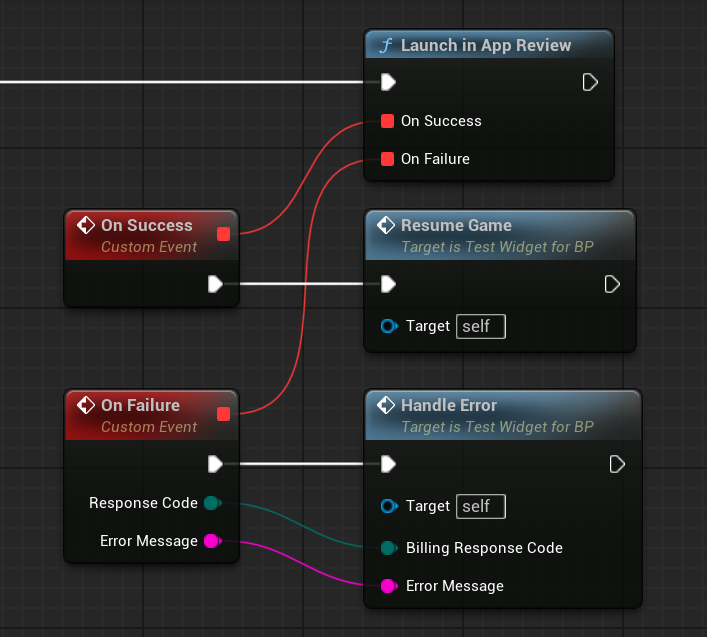 Launch in App Review
On Success
On Failure
On Success
Custom Event
Resume Game
Target is Test Widget for BP
Target self
On Failure
Custom Event
Response Code
Error Message
Handle Error
Target is Test Widget for BP
Target self
Billing Response Code
Error Message